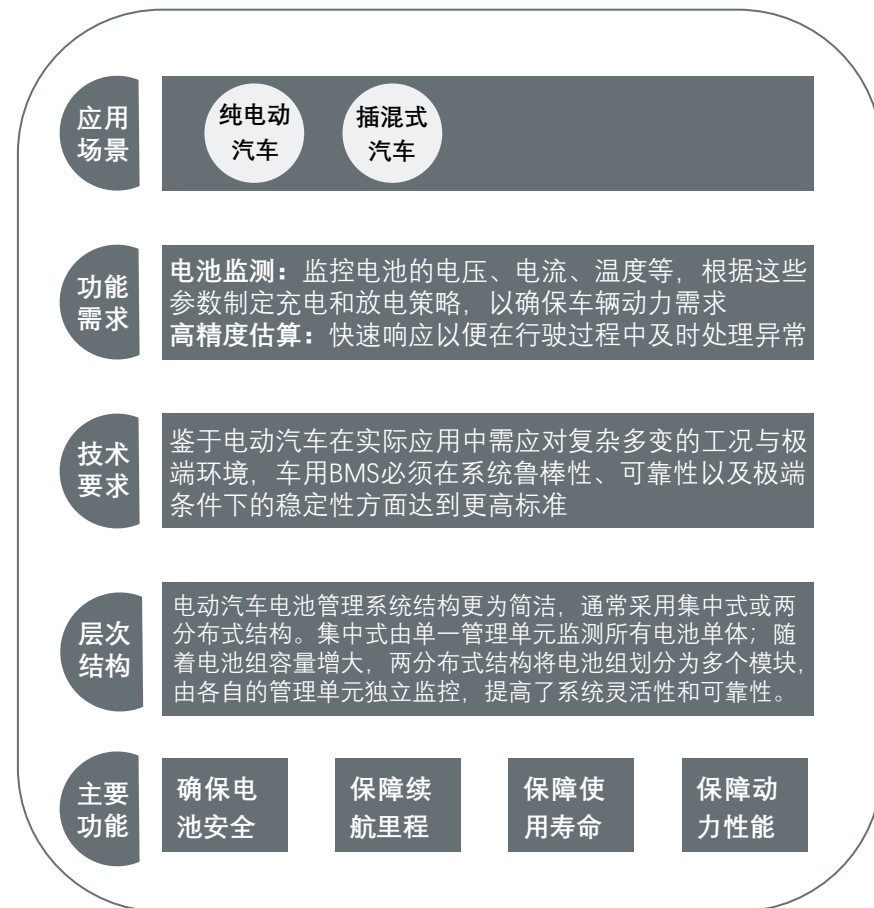 应用
场景
纯电动
汽车
插混式
汽车
功能
需求
电池监测：监控电池的电压、电流、温度等，根据这些
参数制定充电和放电策略，以确保车辆动力需求
高精度估算：快速响应以便在行驶过程中及时处理异常
技术
要求
鉴于电动汽车在实际应用中需应对复杂多变的工况与极
端环境，车用BMS必须在系统鲁棒性、可靠性以及极端
条件下的稳定性方面达到更高标准
层次
结构
电动汽车电池管理系统结构更为简洁，通常采用集中式或两
分布式结构。集中式由单一管理单元监测所有电池单体；随
着电池组容量增大，两分布式结构将电池组划分为多个模块，
由各自的管理单元独立监控，提高了系统灵活性和可靠性。
主要
功能
确保电
池安全
保障续
航里程
保障使
用寿命
保障动
力性能